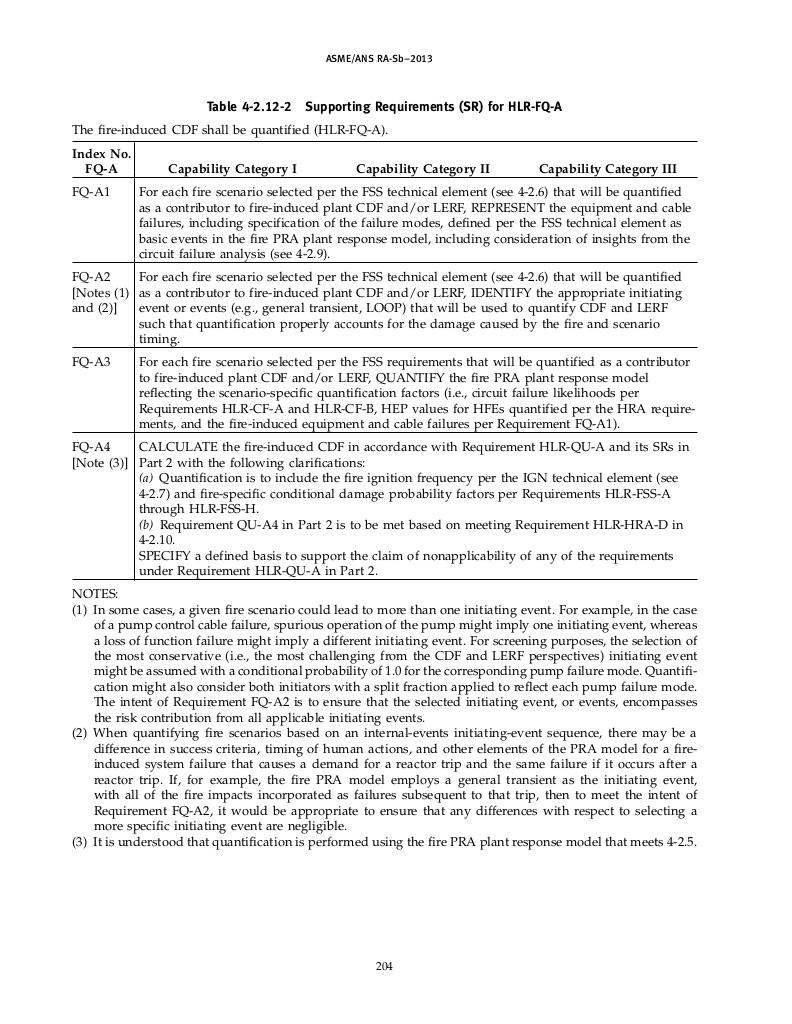 ASME/ANS RA-Sb–2013
Table 4-2.12-2 Supporting Requirements (SR) for HLR-FQ-A
The fire-induced CDF shall be quantified (HLR-FQ-A).
Index No.
FQ-A Capability Category I Capability Category II Capability Category III
FQ-A1 For each fire scenario selected per the FSS technical element (see 4-2.6) that will be quantified
as a contributor to fire-induced plant CDF and/or LERF, REPRESENT the equipment and cable
failures, including specification of the failure modes, defined per the FSS technical element as
basic events in the fire PRA plant response model, including consideration of insights from the
circuit failure analysis (see 4-2.9).
FQ-A2 For each fire scenario selected per the FSS technical element (see 4-2.6) that will be quantified
[Notes (1) as a contributor to fire-induced plant CDF and/or LERF, IDENTIFY the appropriate initiating
and (2)] event or events (e.g., general transient, LOOP) that will be used to quantify CDF and LERF
such that quantification properly accounts for the damage caused by the fire and scenario
timing.
FQ-A3 For each fire scenario selected per the FSS requirements that will be quantified as a contributor
to fire-induced plant CDF and/or LERF, QUANTIFY the fire PRA plant response model
reflecting the scenario-specific quantification factors (i.e., circuit failure likelihoods per
Requirements HLR-CF-A and HLR-CF-B, HEP values for HFEs quantified per the HRA require-
ments, and the fire-induced equipment and cable failures per Requirement FQ-A1).
FQ-A4 CALCULATE the fire-induced CDF in accordance with Requirement HLR-QU-A and its SRs in
[Note (3)] Part 2 with the following clarifications:
(a) Quantification is to include the fire ignition frequency per the IGN technical element (see
4-2.7) and fire-specific conditional damage probability factors per Requirements HLR-FSS-A
through HLR-FSS-H.
(b) Requirement QU-A4 in Part 2 is to be met based on meeting Requirement HLR-HRA-D in
4-2.10.
SPECIFY a defined basis to support the claim of nonapplicability of any of the requirements
under Requirement HLR-QU-A in Part 2.
NOTES:
(1) In some cases, a given fire scenario could lead to more than one initiating event. For example, in the case
of a pump control cable failure, spurious operation of the pump might imply one initiating event, whereas
a loss of function failure might imply a different initiating event. For screening purposes, the selection of
the most conservative (i.e., the most challenging from the CDF and LERF perspectives) initiating event
might be assumed with a conditional probability of 1.0 for the corresponding pump failure mode. Quantifi-
cation might also consider both initiators with a split fraction applied to reflect each pump failure mode.
The intent of Requirement FQ-A2 is to ensure that the selected initiating event, or events, encompasses
the risk contribution from all applicable initiating events.
(2) When quantifying fire scenarios based on an internal-events initiating-event sequence, there may be a
difference in success criteria, timing of human actions, and other elements of the PRA model for a fire-
induced system failure that causes a demand for a reactor trip and the same failure if it occurs after a
reactor trip. If, for example, the fire PRA model employs a general transient as the initiating event,
with all of the fire impacts incorporated as failures subsequent to that trip, then to meet the intent of
Requirement FQ-A2, it would be appropriate to ensure that any differences with respect to selecting a
more specific initiating event are negligible.
(3) It is understood that quantification is performed using the fire PRA plant response model that meets 4-2.5.
204